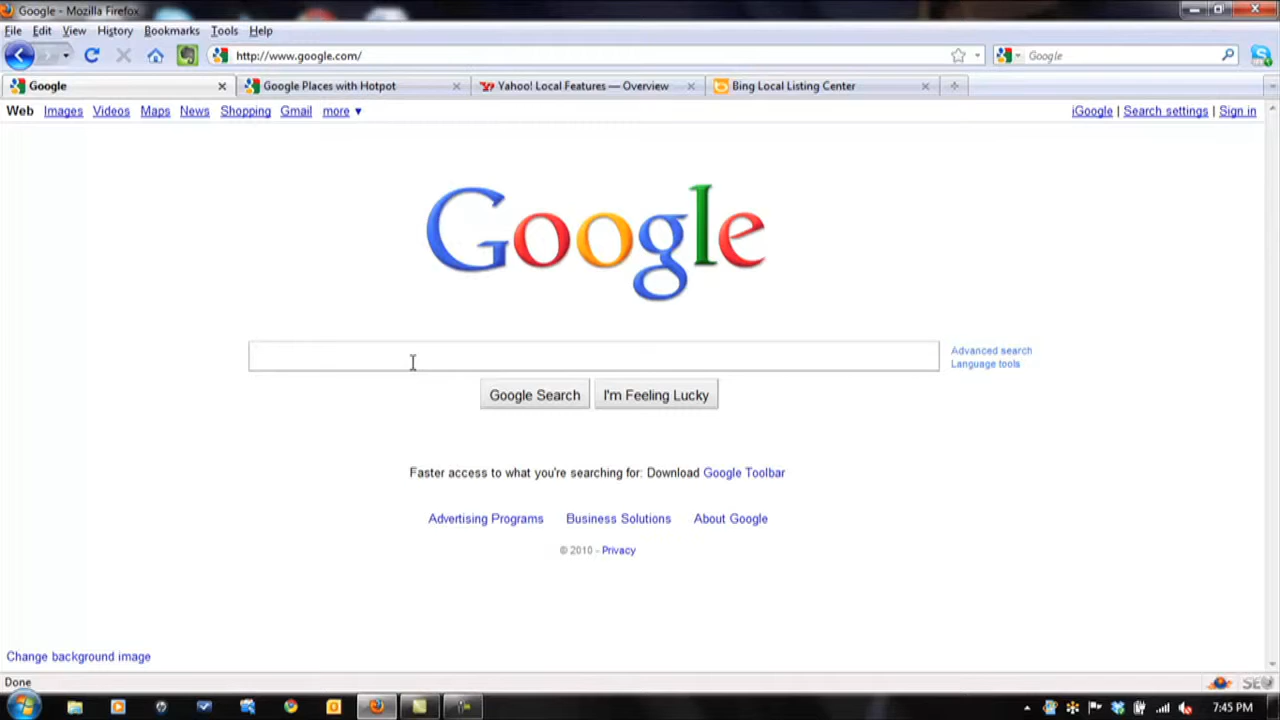 Google - Mozilla Firefox
File Edit View History Bookmarks Tools Help
http://www.google.com/ Google
Google Google Places with Hotpot Yahoo! Local Features — Overview Bing Local Listing Center
Web Images Videos Maps News Shopping Gmail more ▼ iGoogle | Search settings | Sign in
Google
Advanced search
Language tools
Google Search I'm Feeling Lucky
Faster access to what you're searching for: Download Google Toolbar
Advertising Programs Business Solutions About Google
© 2010 - Privacy
Change background image
Done SEO
7:45 PM